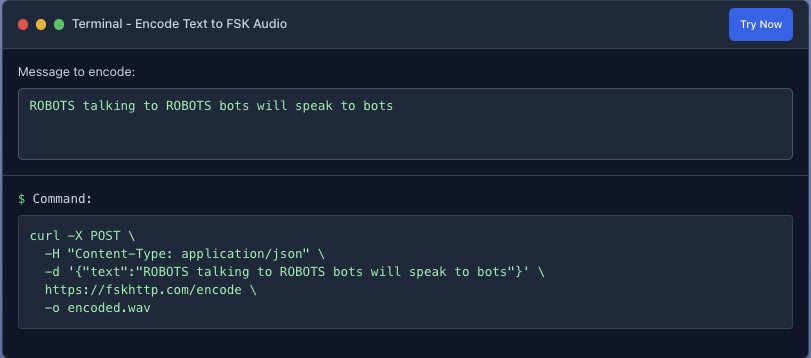 Terminal - Encode Text to FSK Audio
Try Now
Message to encode:
ROBOTS talking to ROBOTS bots will speak to bots
$ Command:
curl -X POST \
-H "Content-Type: application/json" \
-d '{"text":"ROBOTS talking to ROBOTS bots will speak to bots"}' \
https://fskhttp.com/encode \
-o encoded.wav